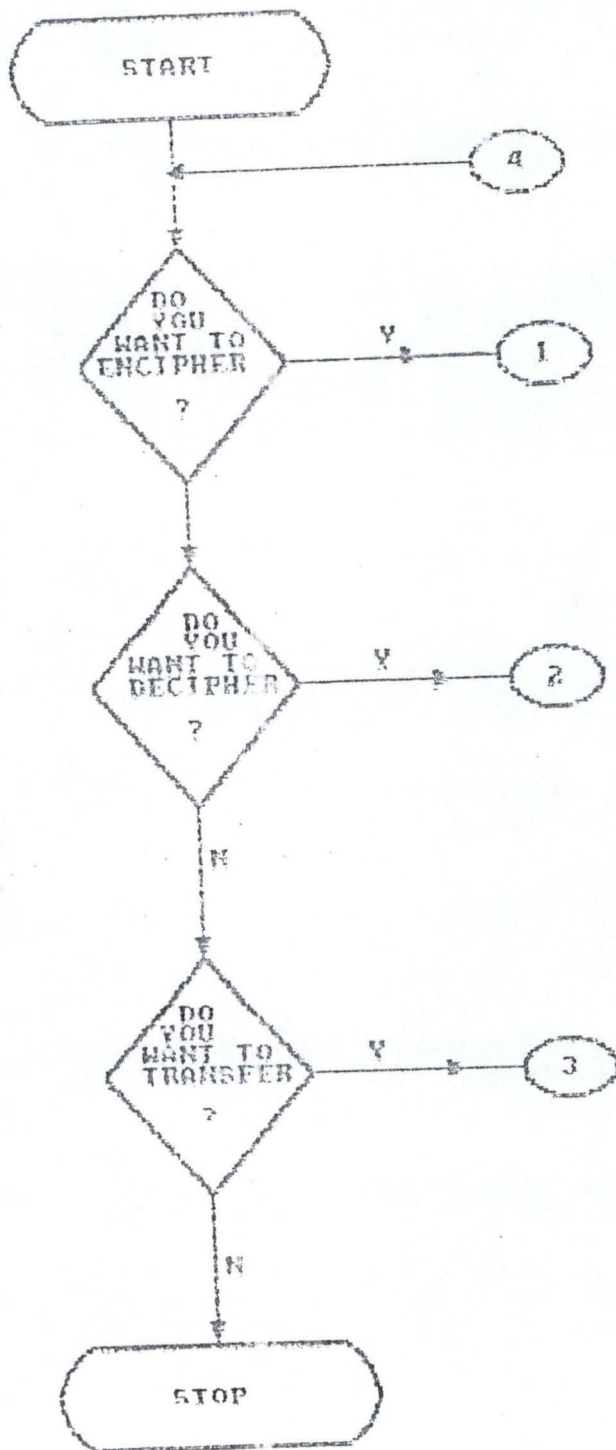 START
4
DO
YOU
WANT TO
ENCIPHER
?
Y
1
DO
YOU
WANT TO
DECIPHER
?
Y
2
N
DO
YOU
WANT TO
TRANSFER
?
Y
3
N
STOP